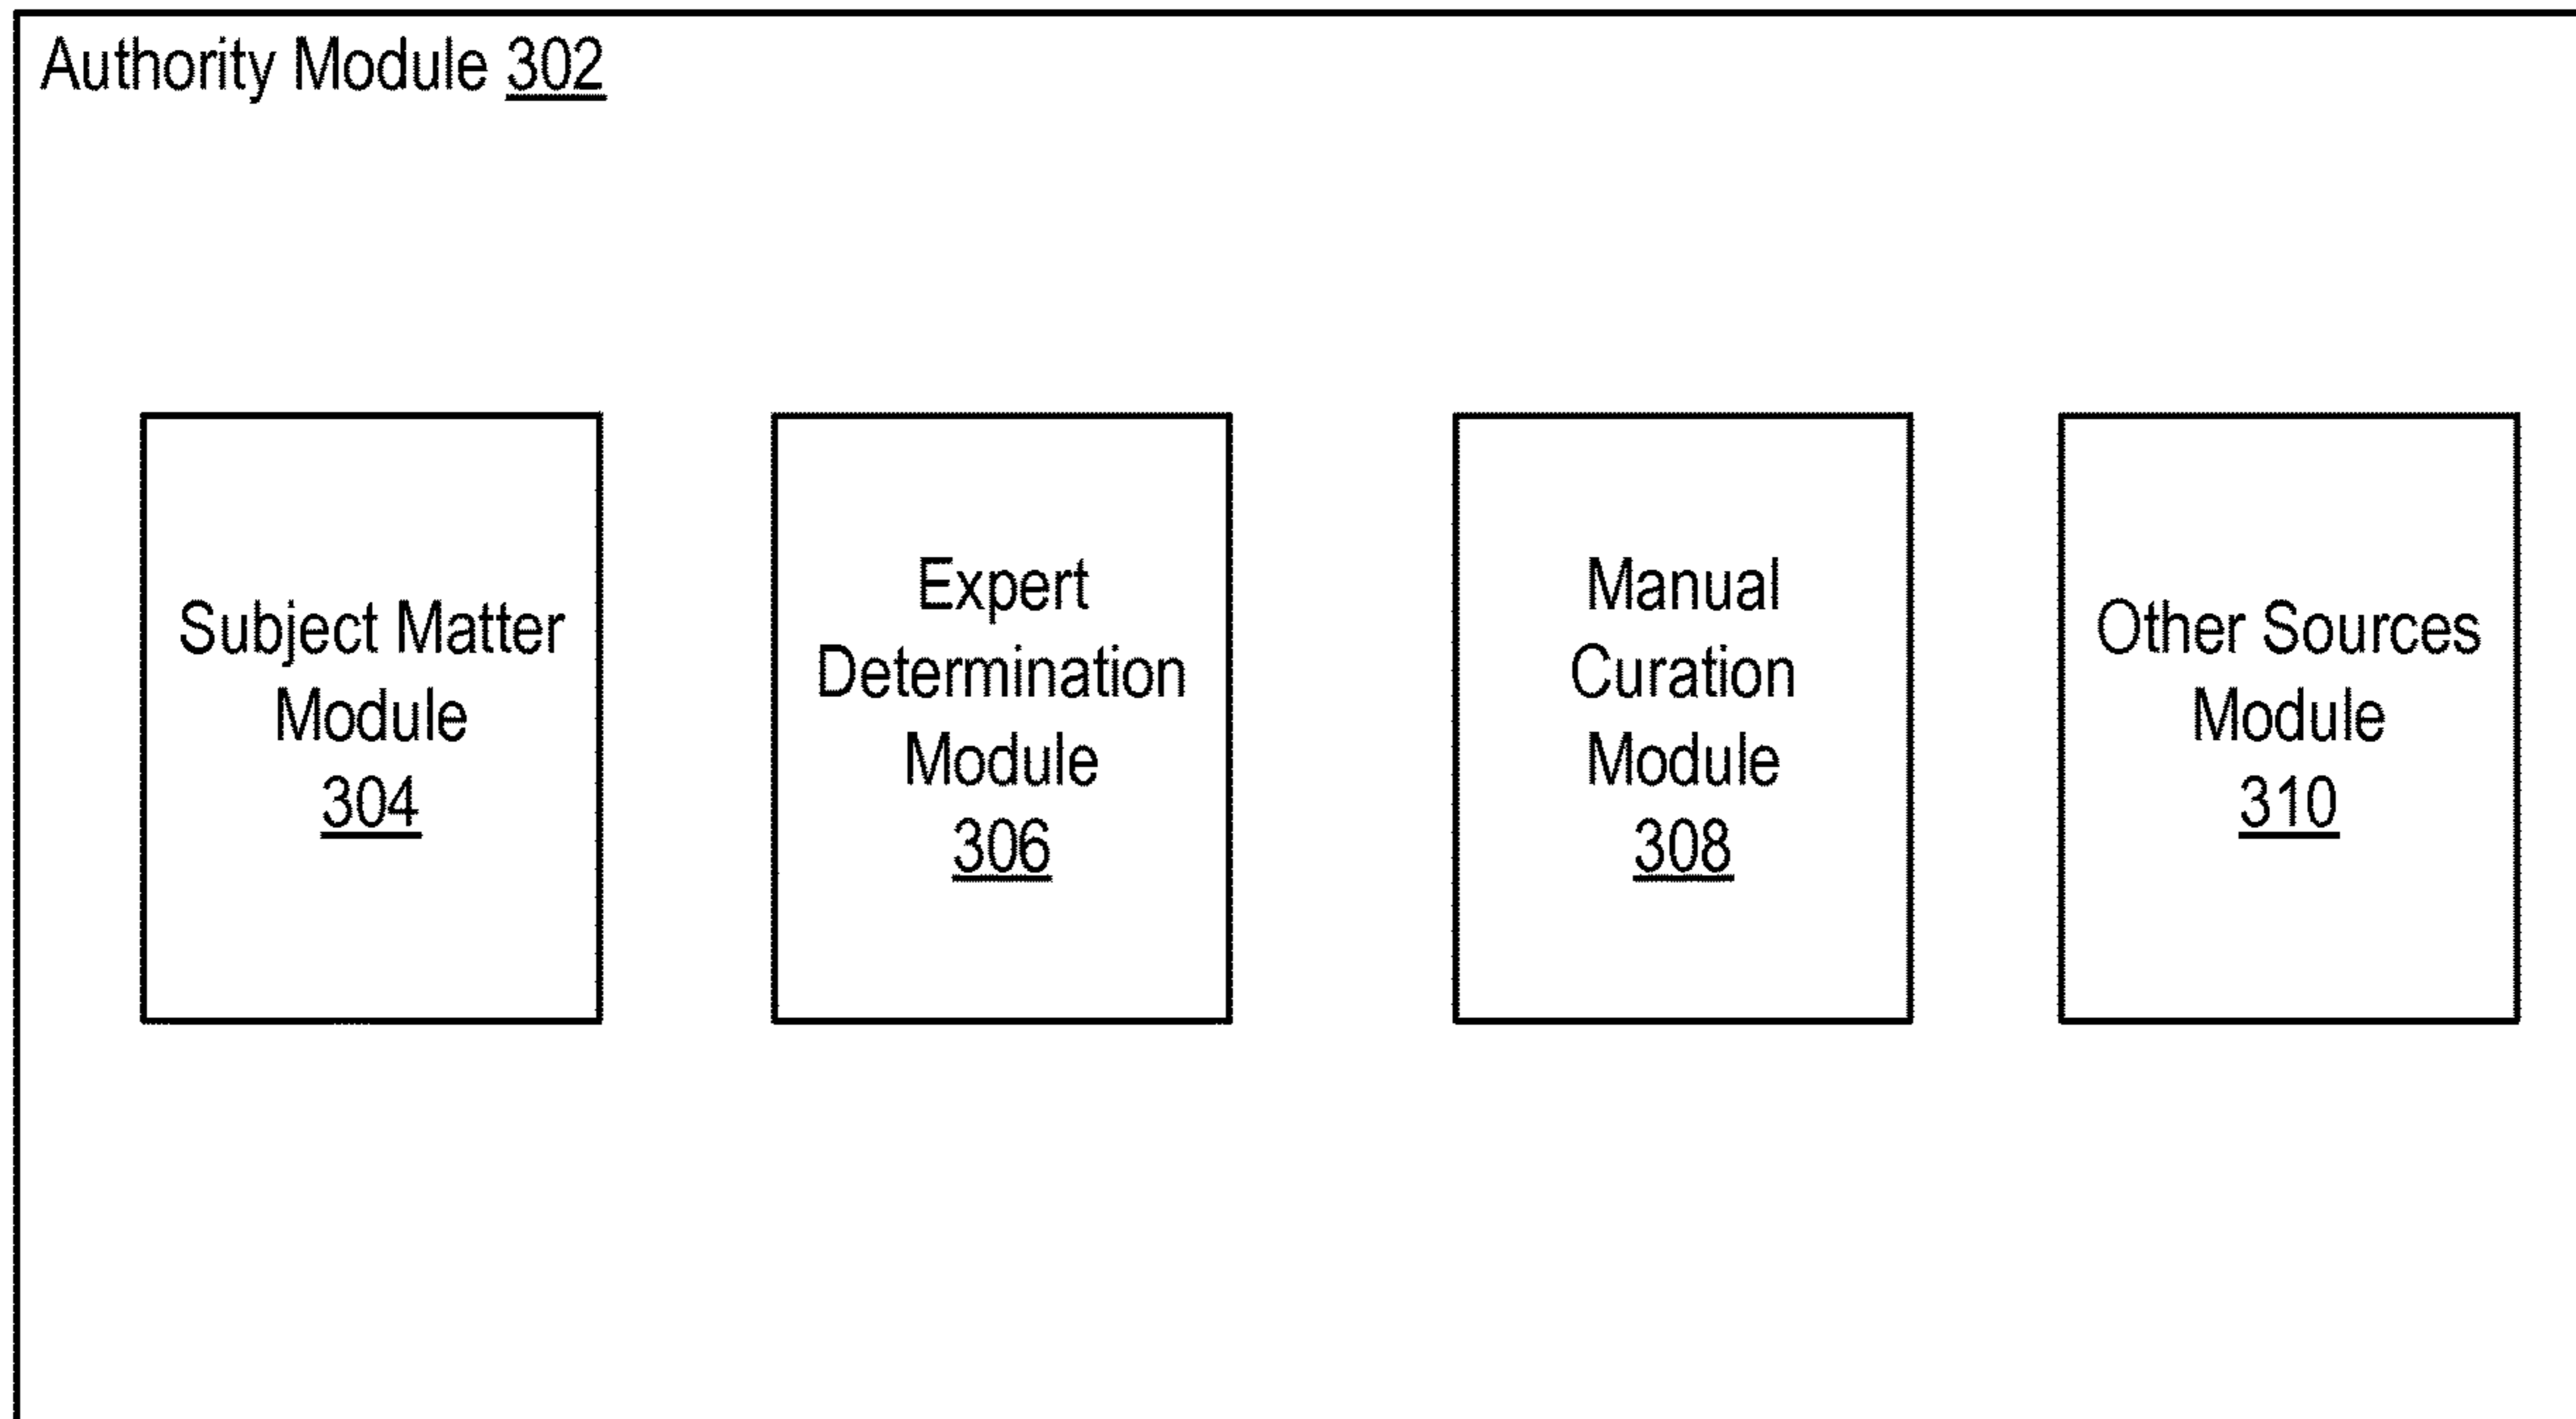 Authority Module 302
Subject Matter
Module
304
Expert
Determination
Module
306
Manual
Curation
Module
308
Other Sources
Module
310